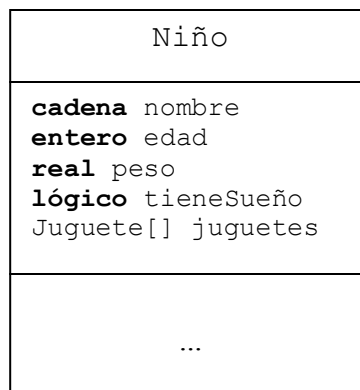 Niño
cadena nombre
entero edad
real peso
lógico tieneSueño
Juguete[] juguetes
...